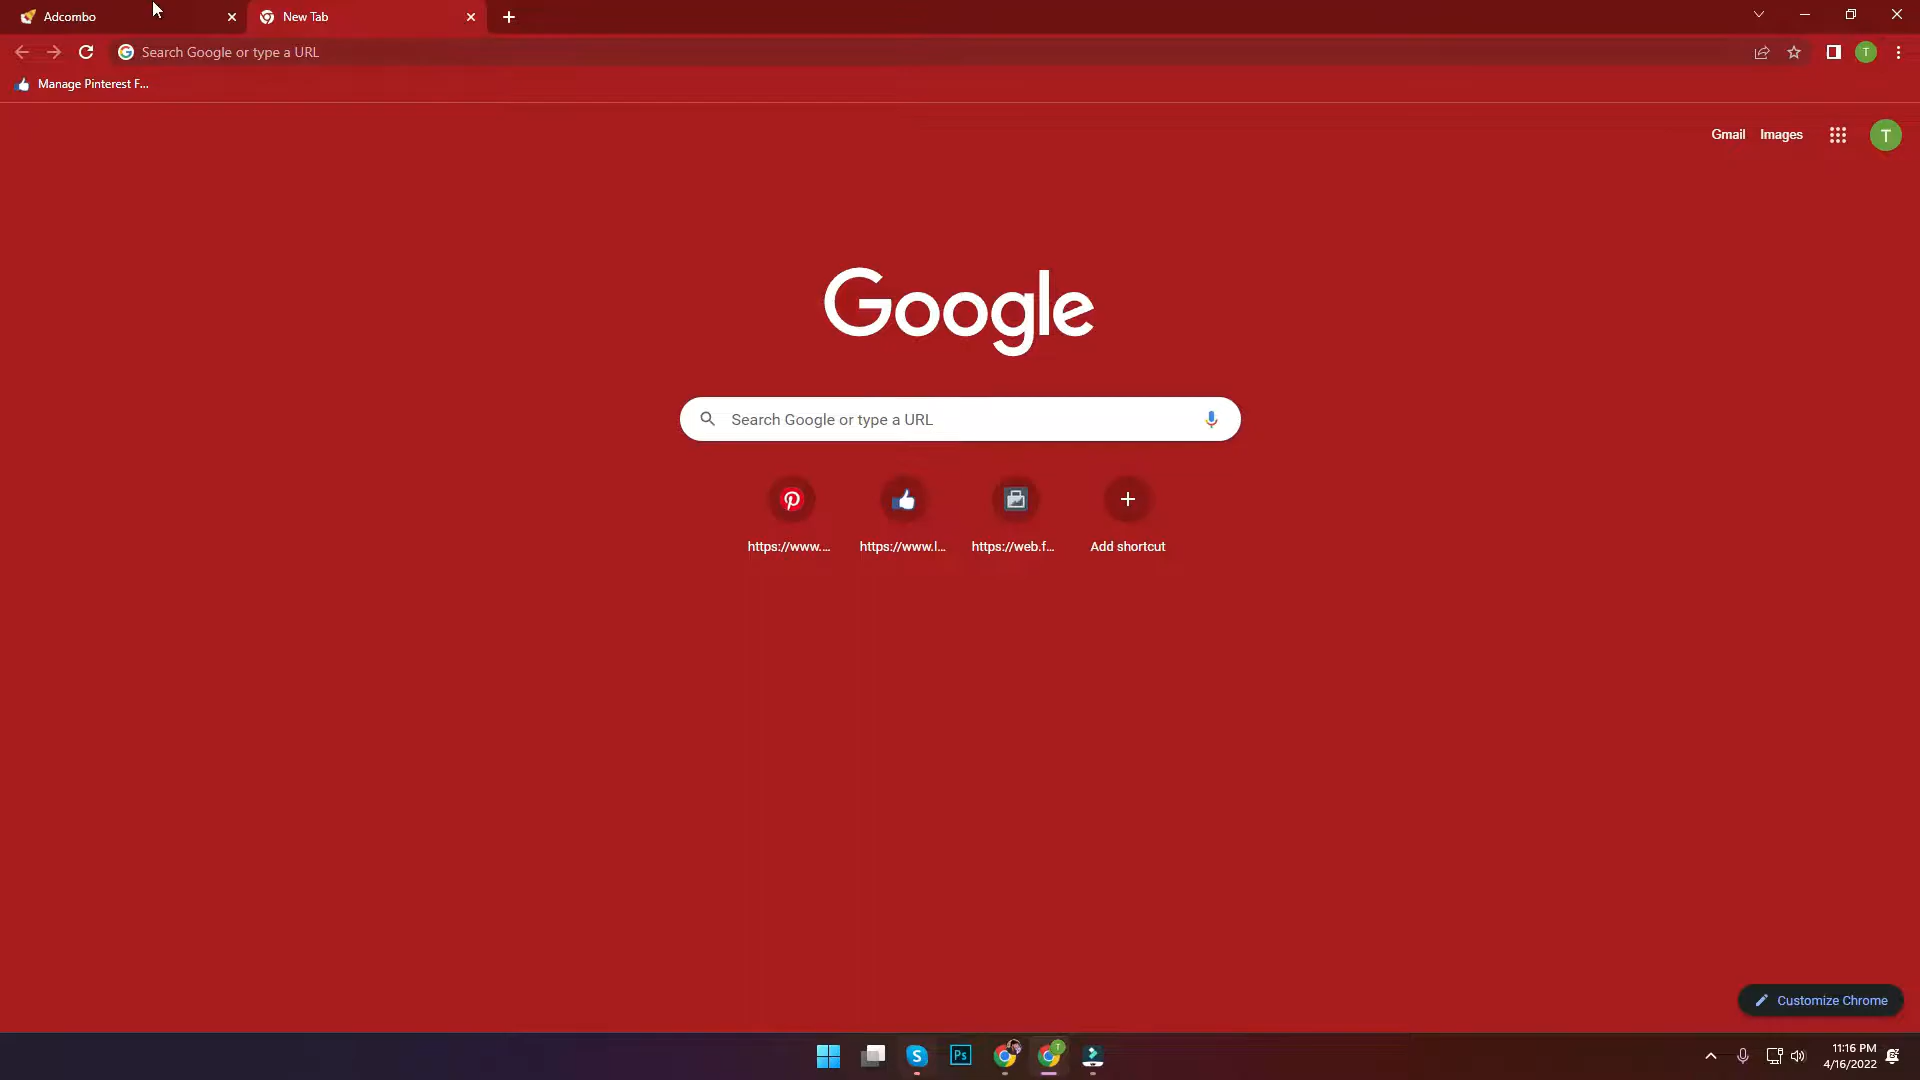 Adcombo
New Tab
Search Google or type a URL
T
Manage Pinterest F...
Gmail
Images
T
Google
Search Google or type a URL
https://www....
https://www.l...
https://web.f...
Add shortcut
Customize Chrome
S
Ps
T
11:16 PM
4/16/2022